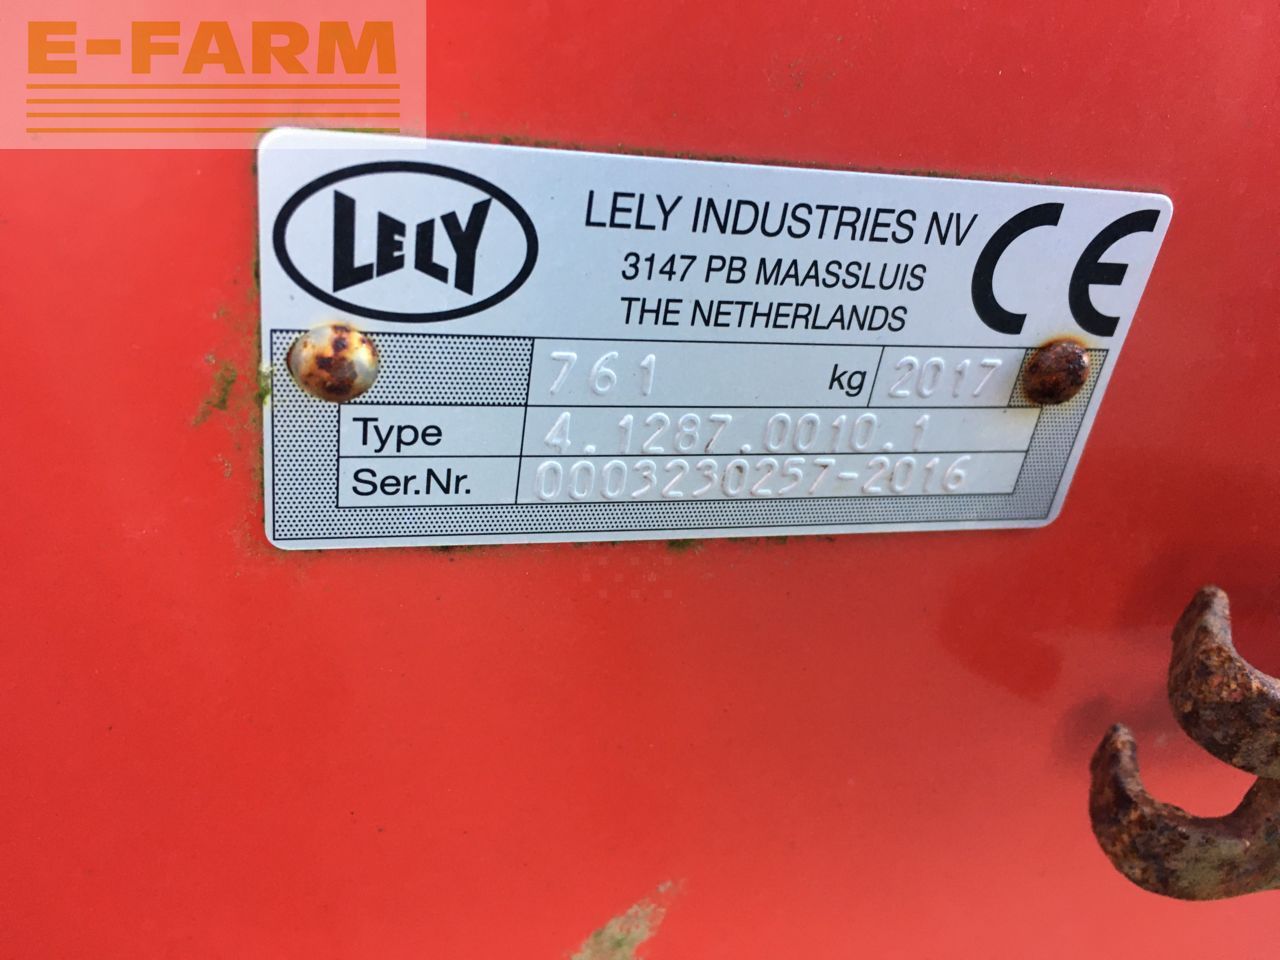 E-FARM
LELY
LELY INDUSTRIES NV
3147 PB MAASSLUIS
THE NETHERLANDS
CE
761 kg 2017
Type 4.1287.0010.1
Ser.Nr. 0003230257-2016